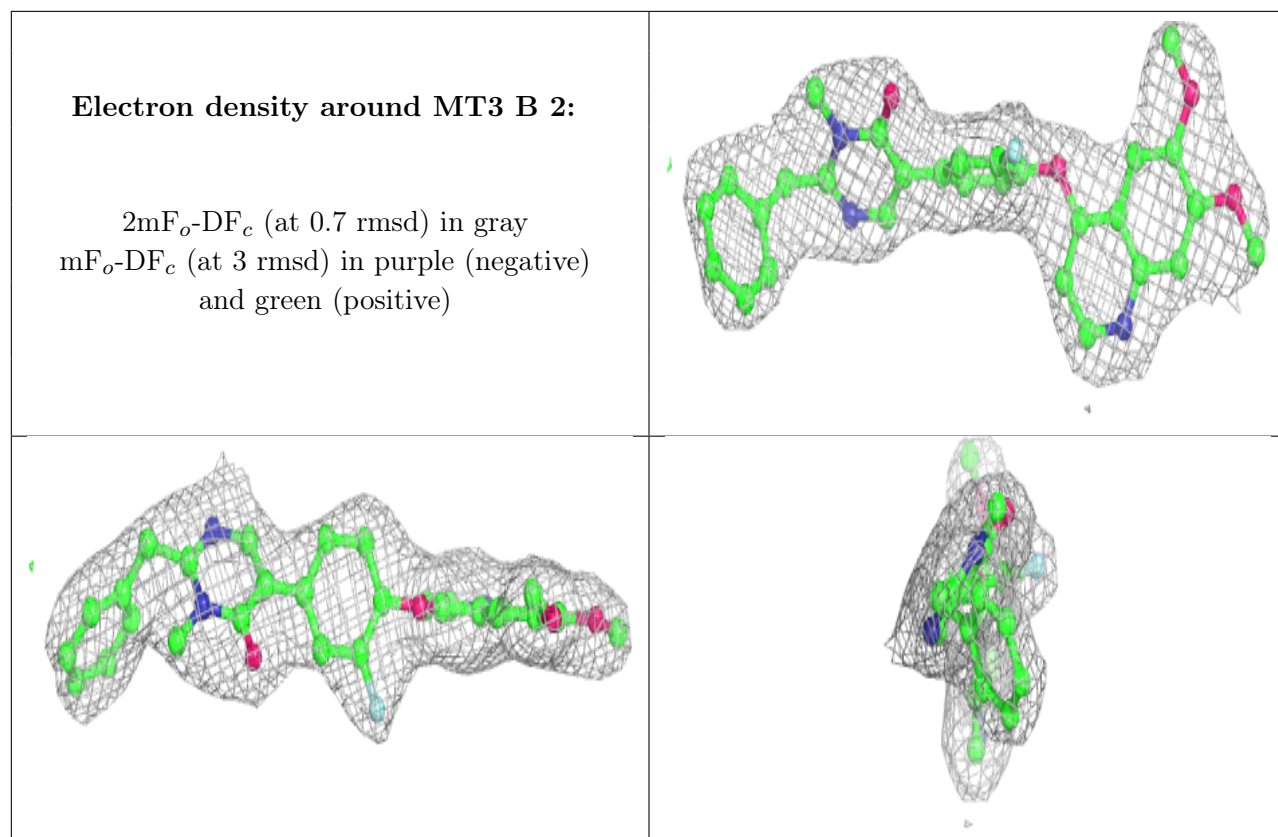 Electron density around MT3 B 2:
2mFo-DFc (at 0.7 rmsd) in gray
mFo-DFc (at 3 rmsd) in purple (negative)
and green (positive)